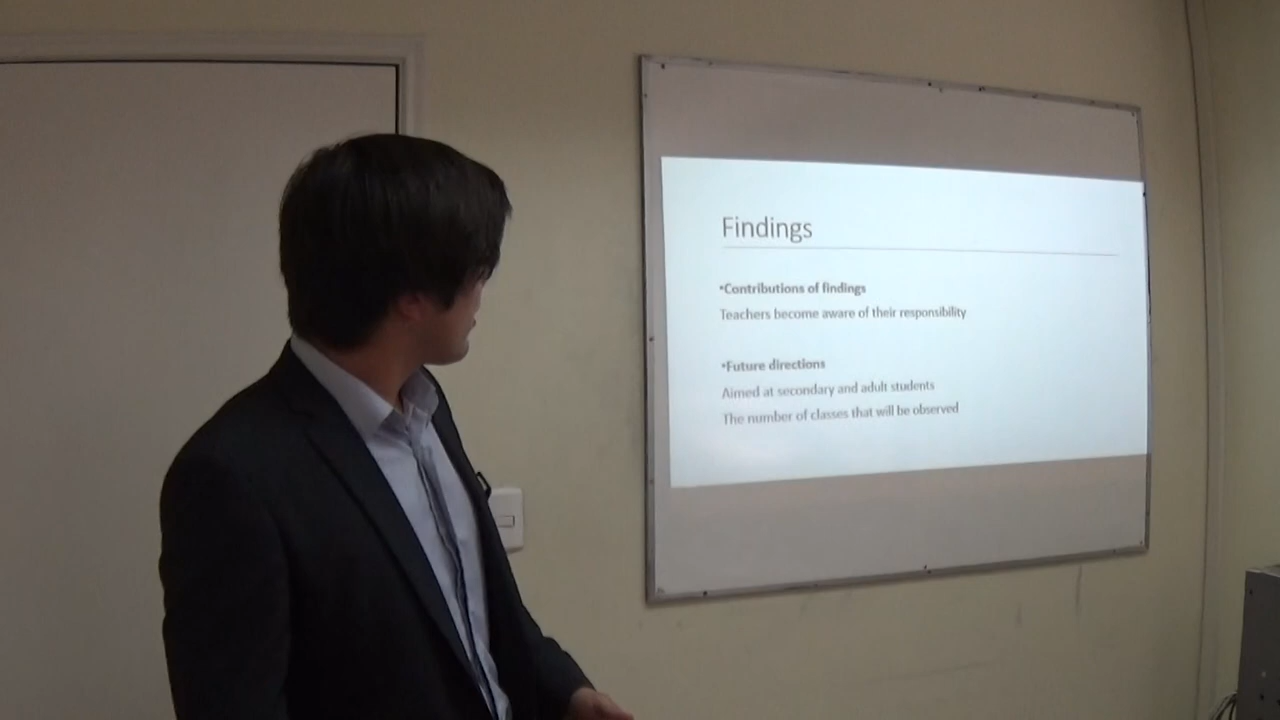 Findings
•Contributions of findings
Teachers become aware of their responsibility
•Future directions
Aimed at secondary and adult students
The number of classes that will be observed